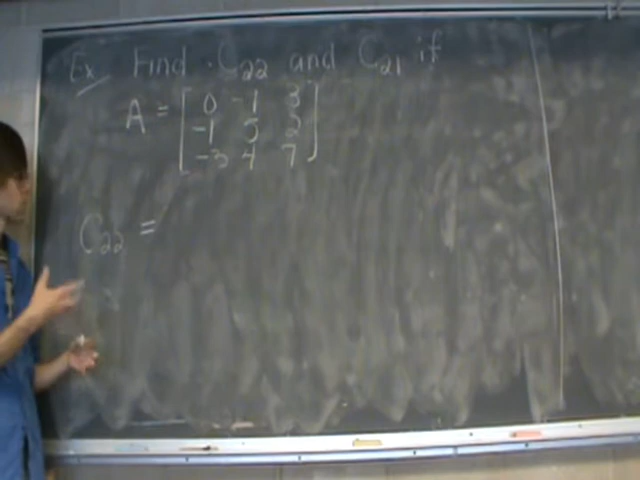 Ex Find C22 and C21 if
A = [ 0 -1 3
-1 5 2
-3 4 7 ]
C22 =